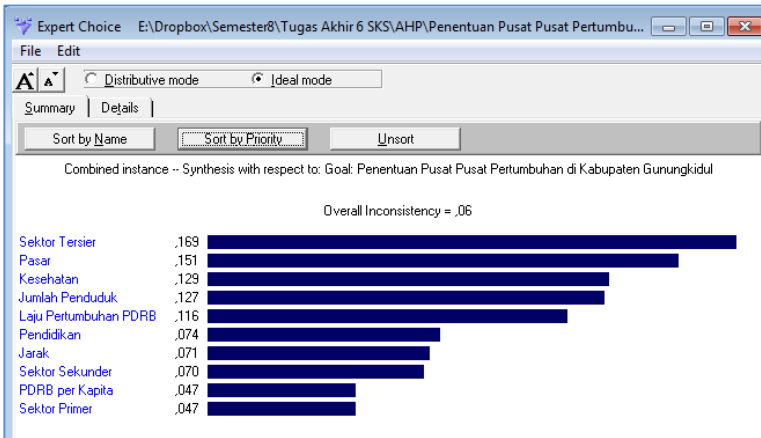 Expert Choice E:\Dropbox\Semester8\Tugas Akhir 6 SKS\AHP\Penentuan Pusat Pusat Pertumbu...
File Edit
A A Distributive mode Ideal mode
Summary Details
Sort by Name Sort by Priority Unsort
Combined instance -- Synthesis with respect to: Goal: Penentuan Pusat Pusat Pertumbuhan di Kabupaten Gunungkidul
Overall Inconsistency = ,06
Sektor Tersier ,169
Pasar ,151
Kesehatan ,129
Jumlah Penduduk ,127
Laju Pertumbuhan PDRB ,116
Pendidikan ,074
Jarak ,071
Sektor Sekunder ,070
PDRB per Kapita ,047
Sektor Primer ,047